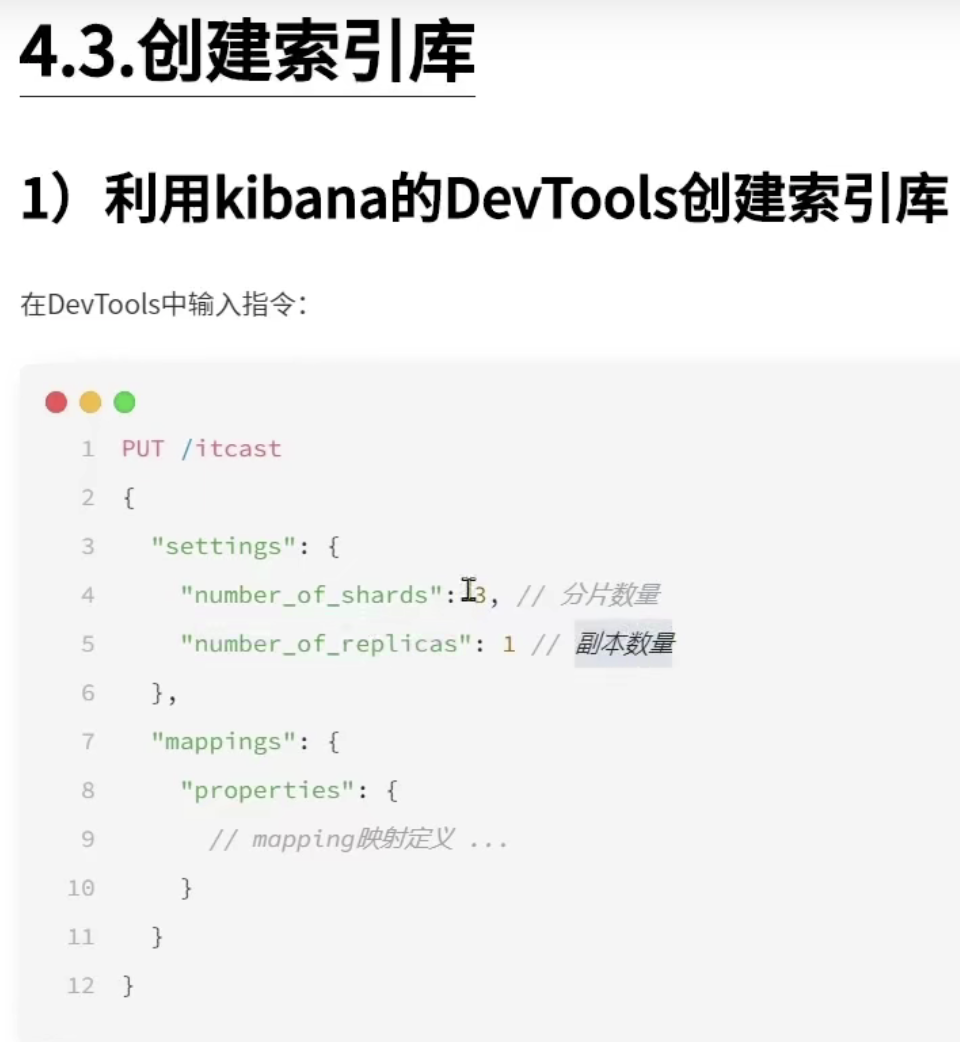 4.3.创建索引库
1）利用kibana的DevTools创建索引库
在DevTools中输入指令：
1 PUT /itcast
2 {
3   "settings": {
4     "number_of_shards": 3, // 分片数量
5     "number_of_replicas": 1 // 副本数量
6   },
7   "mappings": {
8     "properties": {
9       // mapping映射定义 ...
10     }
11   }
12 }